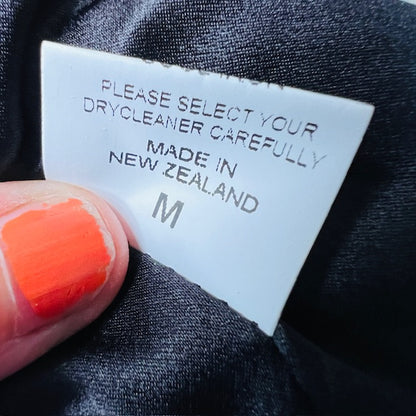 PLEASE SELECT YOUR
DRYCLEANER CAREFULLY
MADE IN
NEW ZEALAND
M